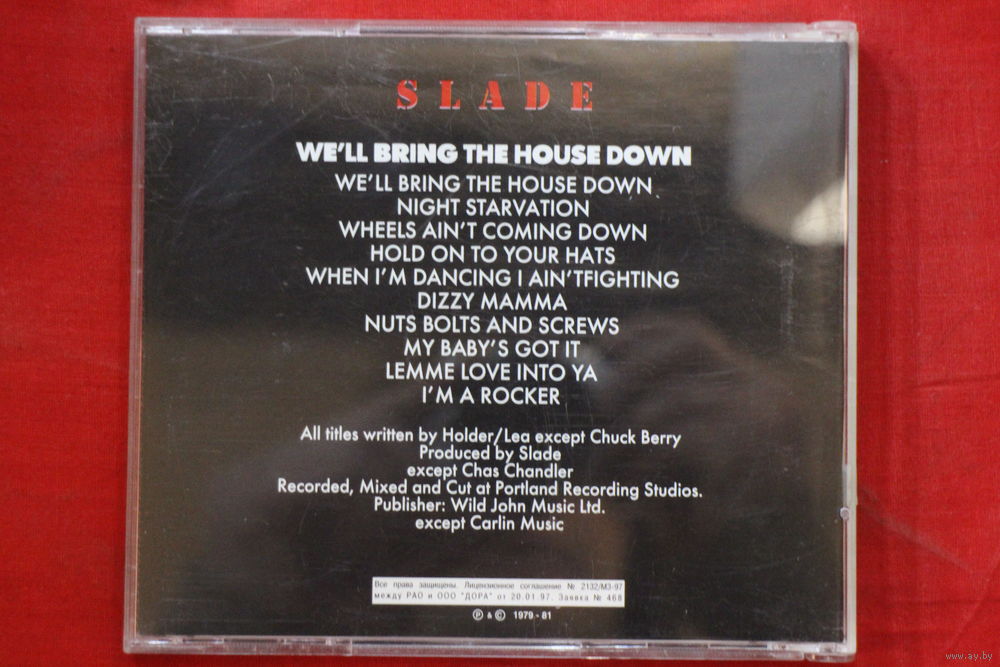 SLADE
WE'LL BRING THE HOUSE DOWN
WE'LL BRING THE HOUSE DOWN
NIGHT STARVATION
WHEELS AIN'T COMING DOWN
HOLD ON TO YOUR HATS
WHEN I'M DANCING I AIN'TFIGHTING
DIZZY MAMMA
NUTS BOLTS AND SCREWS
MY BABY'S GOT IT
LEMME LOVE INTO YA
I'M A ROCKER
All titles written by Holder/Lea except Chuck Berry
Produced by Slade
except Chas Chandler
Recorded, Mixed and Cut at Portland Recording Studios.
Publisher: Wild John Music Ltd.
except Carlin Music
Все права защищены. Лицензионное соглашение № 2132/МЗ-97
между РАО и ООО "ДОРА" от 20.01.97. Заявка № 468
Ⓟ & © 1979 - 81
www.ay.by